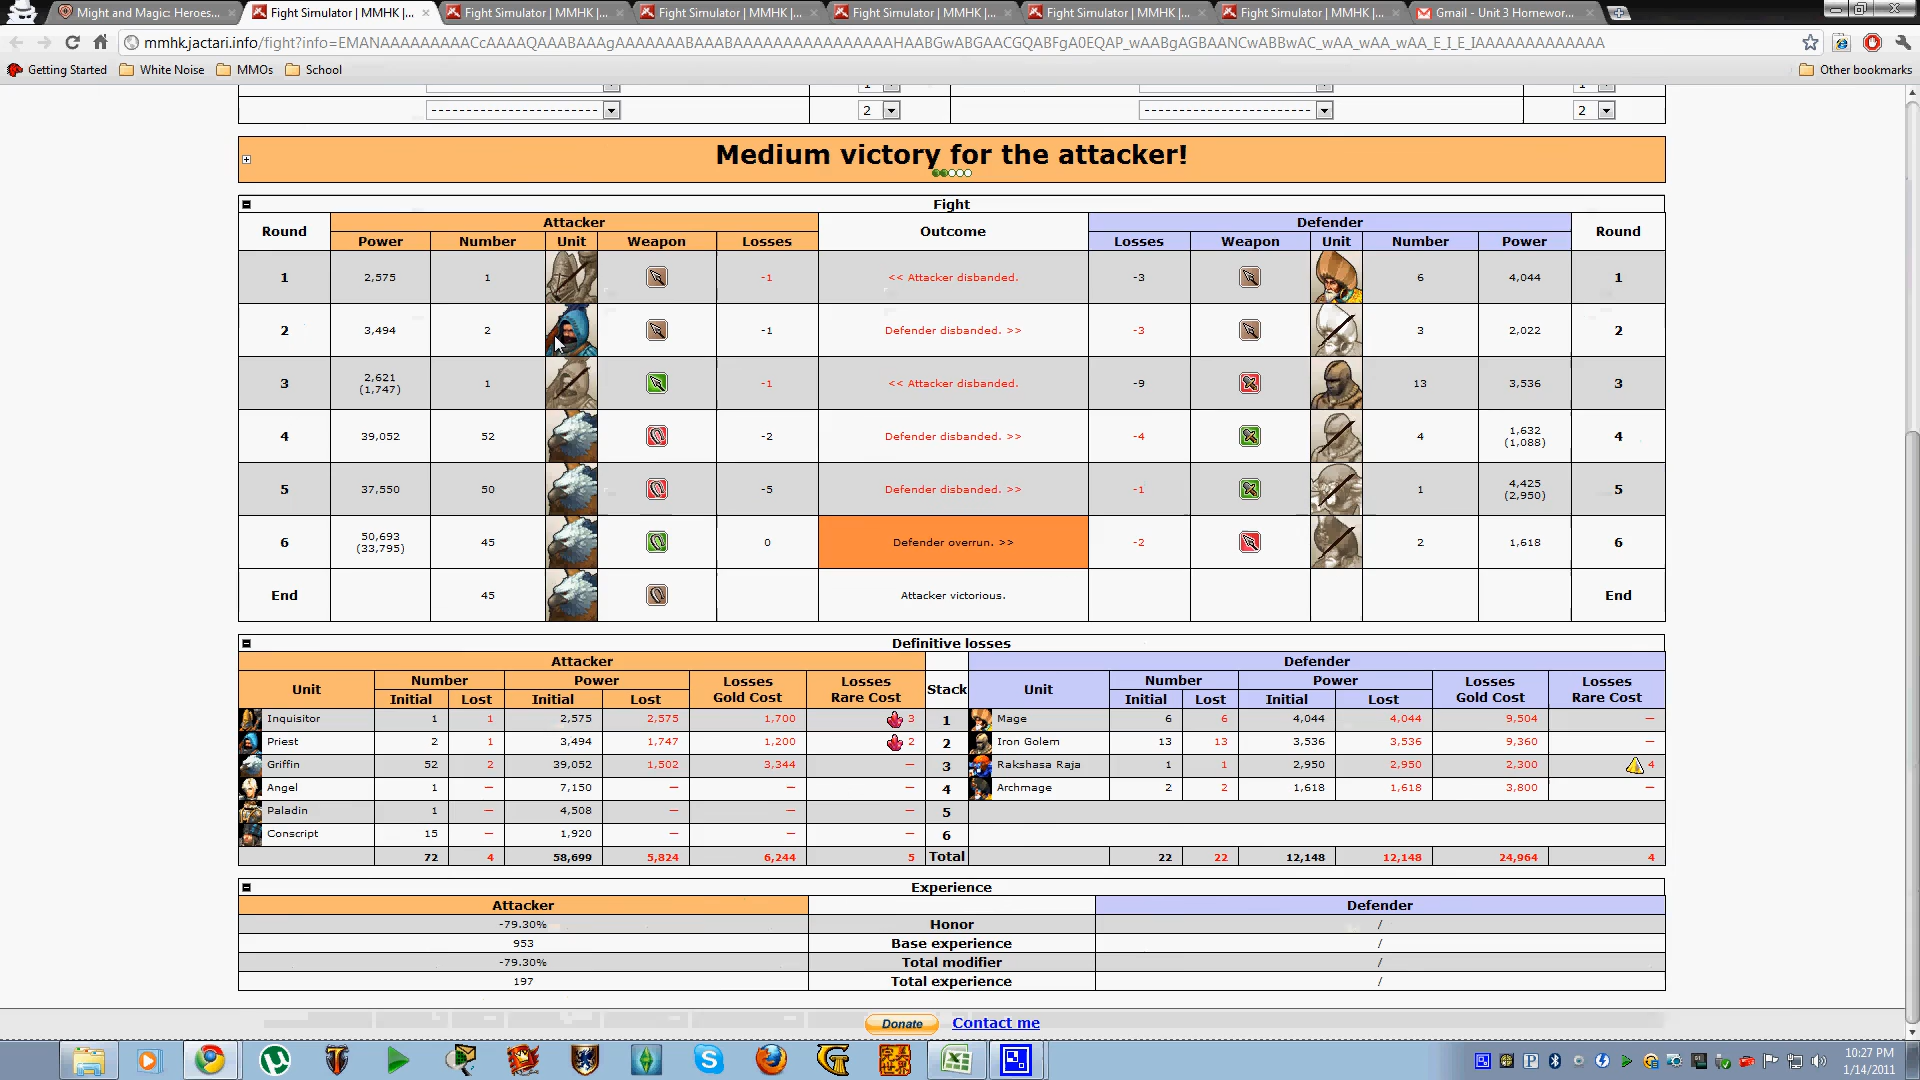 Might and Magic: Heroes...
Fight Simulator | MMHK |...
Fight Simulator | MMHK |...
Fight Simulator | MMHK |...
Fight Simulator | MMHK |...
Fight Simulator | MMHK |...
Fight Simulator | MMHK |...
Gmail - Unit 3 Homewor...
Getting Started White Noise MMOs School Other bookmarks
2 2
Medium victory for the attacker!
Fight
Round Attacker Outcome Defender Round
Power Number Unit Weapon Losses Losses Weapon Unit Number Power
1 2,575 1 -1 << Attacker disbanded. -3 6 4,044 1
2 3,494 2 -1 Defender disbanded. >> -3 3 2,022 2
3 2,621 (1,747) 1 -1 << Attacker disbanded. -9 13 3,536 3
4 39,052 52 -2 Defender disbanded. >> -4 4 1,632 (1,088) 4
5 37,550 50 -5 Defender disbanded. >> -1 1 4,425 (2,950) 5
6 50,693 (33,795) 45 0 Defender overrun. >> -2 2 1,618 6
End 45 Attacker victorious. End
Definitive losses
Attacker Stack Defender
Unit Number Power Losses Gold Cost Losses Rare Cost Unit Number Power Losses Gold Cost Losses Rare Cost
Initial Lost Initial Lost Initial Lost Initial Lost
Inquisitor 1 1 2,575 2,575 1,700 3 1 Mage 6 6 4,044 4,044 9,504 —
Priest 2 1 3,494 1,747 1,200 2 2 Iron Golem 13 13 3,536 3,536 9,360 —
Griffin 52 2 39,052 1,502 3,344 — 3 Rakshasa Raja 1 1 2,950 2,950 2,300 4
Angel 1 — 7,150 — — — 4 Archmage 2 2 1,618 1,618 3,800 —
Paladin 1 — 4,508 — — — 5
Conscript 15 — 1,920 — — — 6
72 4 58,699 5,824 6,244 5 Total 22 22 12,148 12,148 24,964 4
Experience
Attacker Defender
-79.30% Honor /
953 Base experience /
-79.30% Total modifier /
197 Total experience /
Donate Contact me
10:27 PM
1/14/2011